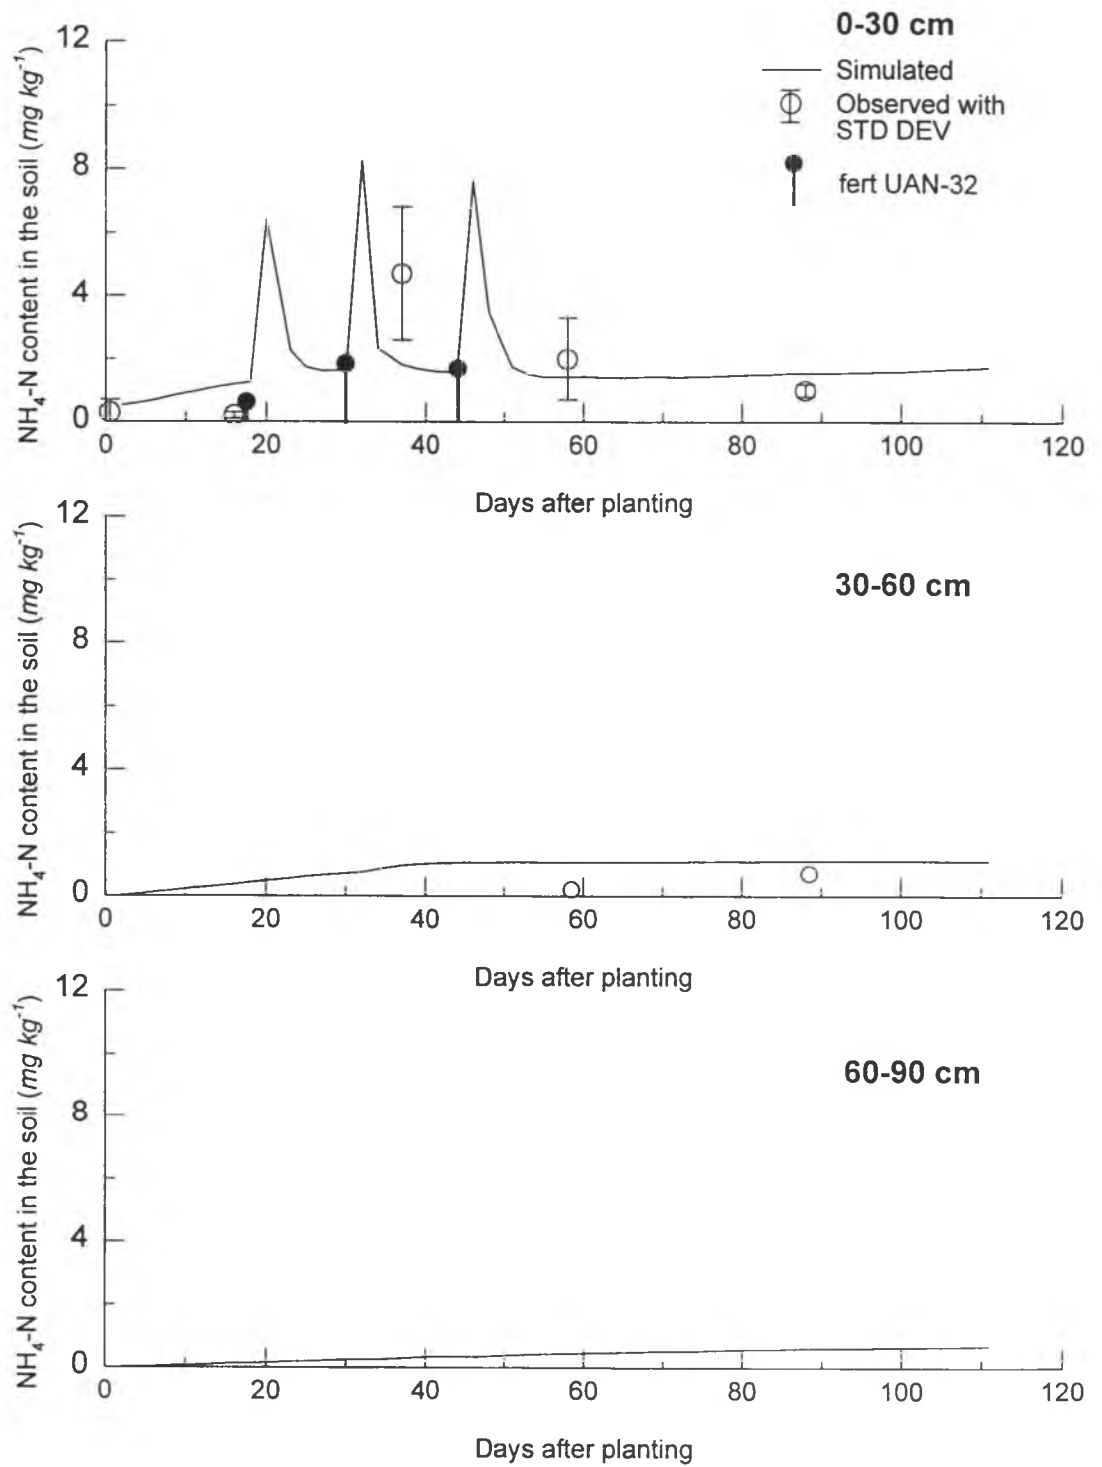 0-30 cm
Simulated
Observed with
STD DEV
fert UAN-32
NH₄-N content in the soil (mg kg⁻¹)
12
8
4
0
0 20 40 60 80 100 120
Days after planting
30-60 cm
NH₄-N content in the soil (mg kg⁻¹)
12
8
4
0
0 20 40 60 80 100 120
Days after planting
60-90 cm
NH₄-N content in the soil (mg kg⁻¹)
12
8
4
0
0 20 40 60 80 100 120
Days after planting